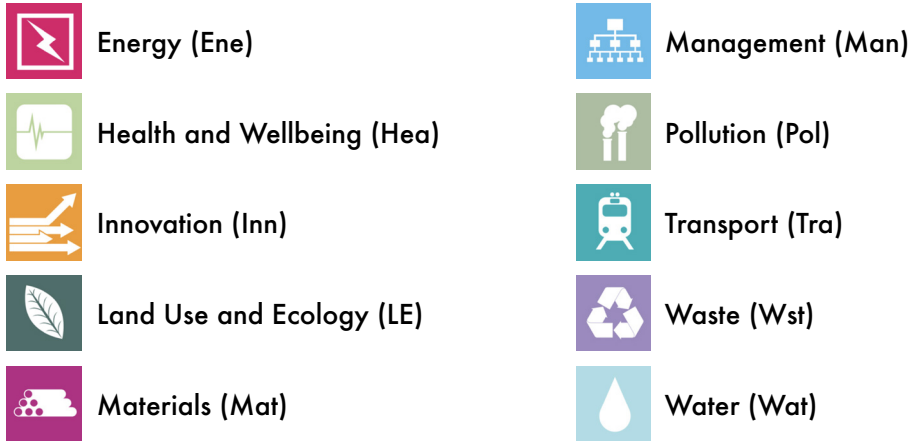 Energy (Ene)
Health and Wellbeing (Hea)
Innovation (Inn)
Land Use and Ecology (LE)
Materials (Mat)
Management (Man)
Pollution (Pol)
Transport (Tra)
Waste (Wst)
Water (Wat)